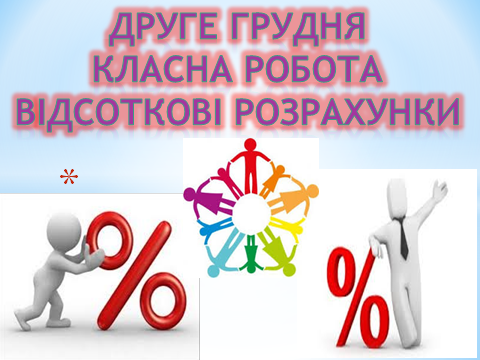 ДРУГЕ ГРУДНЯ
КЛАСНА РОБОТА
ВІДСОТКОВІ РОЗРАХУНКИ
*
%
%